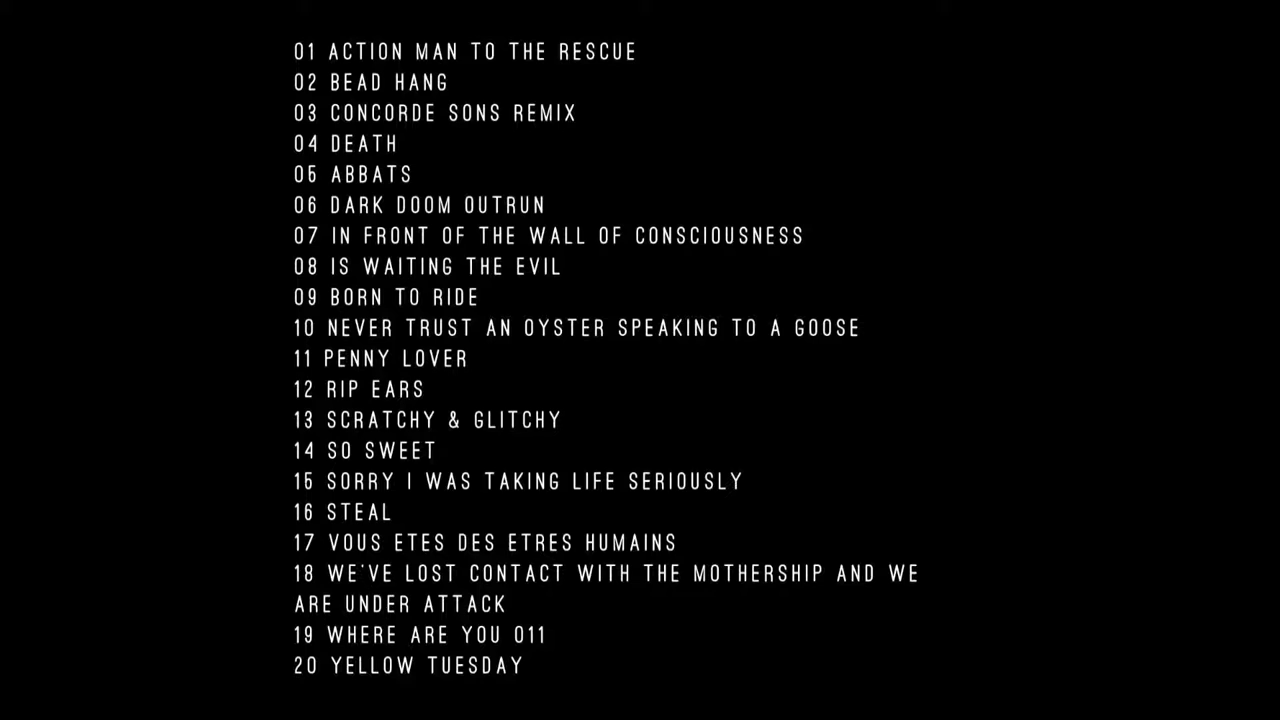 01 ACTION MAN TO THE RESCUE
02 BEAD HANG
03 CONCORDE SONS REMIX
04 DEATH
05 ABBATS
06 DARK DOOM OUTRUN
07 IN FRONT OF THE WALL OF CONSCIOUSNESS
08 IS WAITING THE EVIL
09 BORN TO RIDE
10 NEVER TRUST AN OYSTER SPEAKING TO A GOOSE
11 PENNY LOVER
12 RIP EARS
13 SCRATCHY & GLITCHY
14 SO SWEET
15 SORRY I WAS TAKING LIFE SERIOUSLY
16 STEAL
17 VOUS ETES DES ETRES HUMAINS
18 WE'VE LOST CONTACT WITH THE MOTHERSHIP AND WE
ARE UNDER ATTACK
19 WHERE ARE YOU 011
20 YELLOW TUESDAY